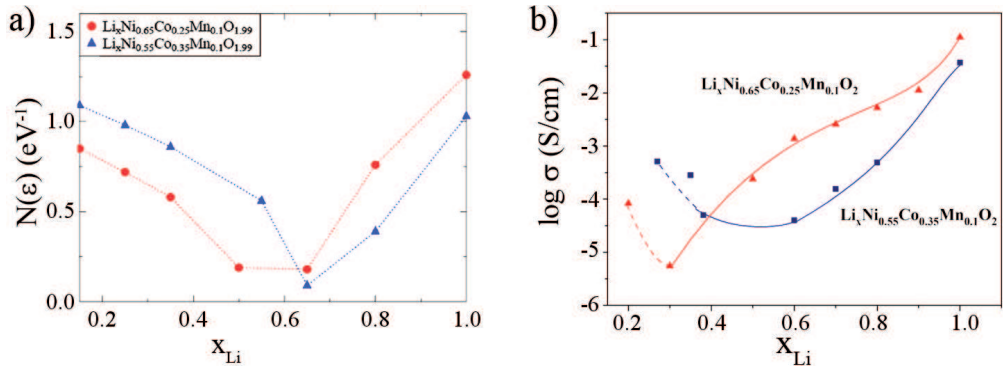 a)
LiₓNi₀.₆₅Co₀.₂₅Mn₀.₁O₁.₉₉
LiₓNi₀.₅₅Co₀.₃₅Mn₀.₁O₁.₉₉
N(ε) (eV⁻¹)
1.5
1.0
0.5
0.0
0.2 0.4 0.6 0.8 1.0
X_Li
b)
LiₓNi₀.₆₅Co₀.₂₅Mn₀.₁O₂
LiₓNi₀.₅₅Co₀.₃₅Mn₀.₁O₂
log σ (S/cm)
-1
-2
-3
-4
-5
-6
0.2 0.4 0.6 0.8 1.0
X_Li